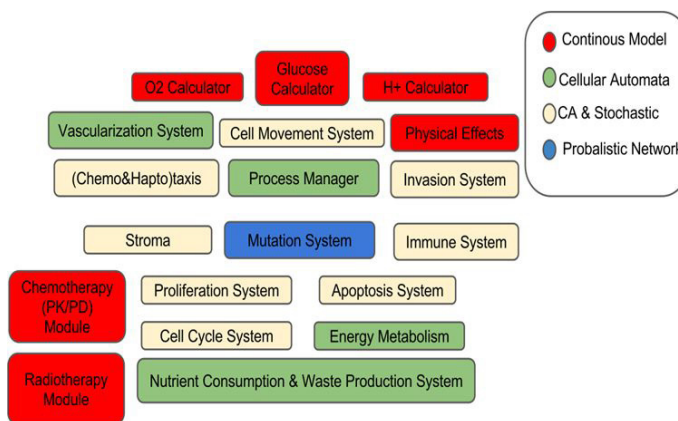 O2 Calculator
Glucose
Calculator
H+ Calculator
Continous Model
Cellular Automata
CA & Stochastic
Probalistic Network
Vascularization System
Cell Movement System
Physical Effects
(Chemo&Hapto)taxis
Process Manager
Invasion System
Stroma
Mutation System
Immune System
Chemotherapy
(PK/PD)
Module
Proliferation System
Apoptosis System
Cell Cycle System
Energy Metabolism
Radiotherapy
Module
Nutrient Consumption & Waste Production System